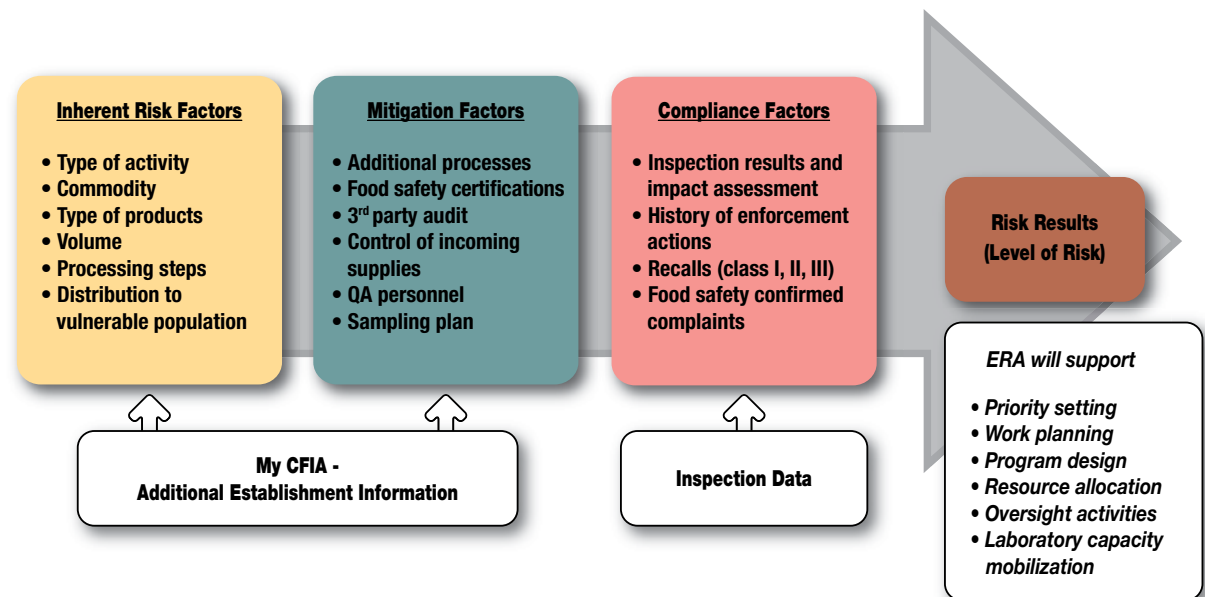 Inherent Risk Factors
• Type of activity
• Commodity
• Type of products
• Volume
• Processing steps
• Distribution to
vulnerable population
Mitigation Factors
• Additional processes
• Food safety certifications
• 3rd party audit
• Control of incoming
supplies
• QA personnel
• Sampling plan
Compliance Factors
• Inspection results and
impact assessment
• History of enforcement
actions
• Recalls (class I, II, III)
• Food safety confirmed
complaints
Risk Results
(Level of Risk)
My CFIA -
Additional Establishment Information
Inspection Data
ERA will support
• Priority setting
• Work planning
• Program design
• Resource allocation
• Oversight activities
• Laboratory capacity
mobilization